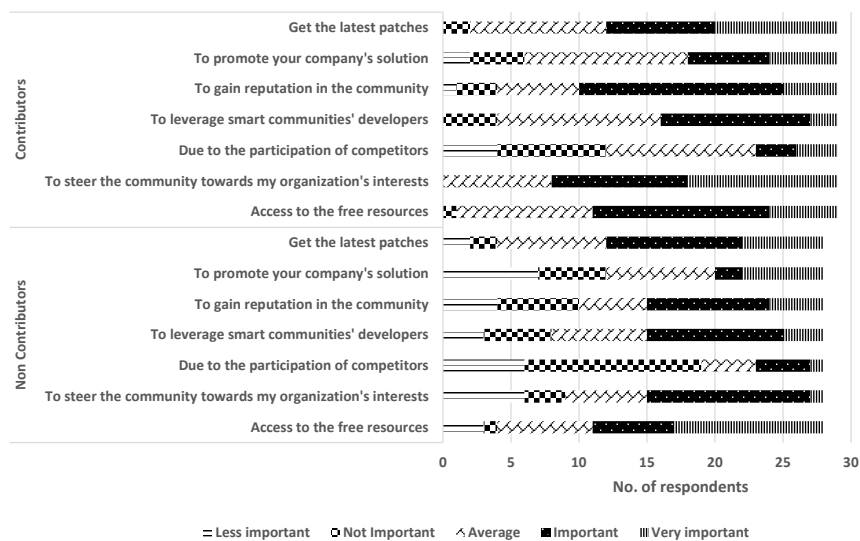 Contributors
Get the latest patches
To promote your company's solution
To gain reputation in the community
To leverage smart communities' developers
Due to the participation of competitors
To steer the community towards my organization's interests
Access to the free resources
Non Contributors
Get the latest patches
To promote your company's solution
To gain reputation in the community
To leverage smart communities' developers
Due to the participation of competitors
To steer the community towards my organization's interests
Access to the free resources
0 5 10 15 20 25 30
No. of respondents
Less important Not Important Average Important Very important